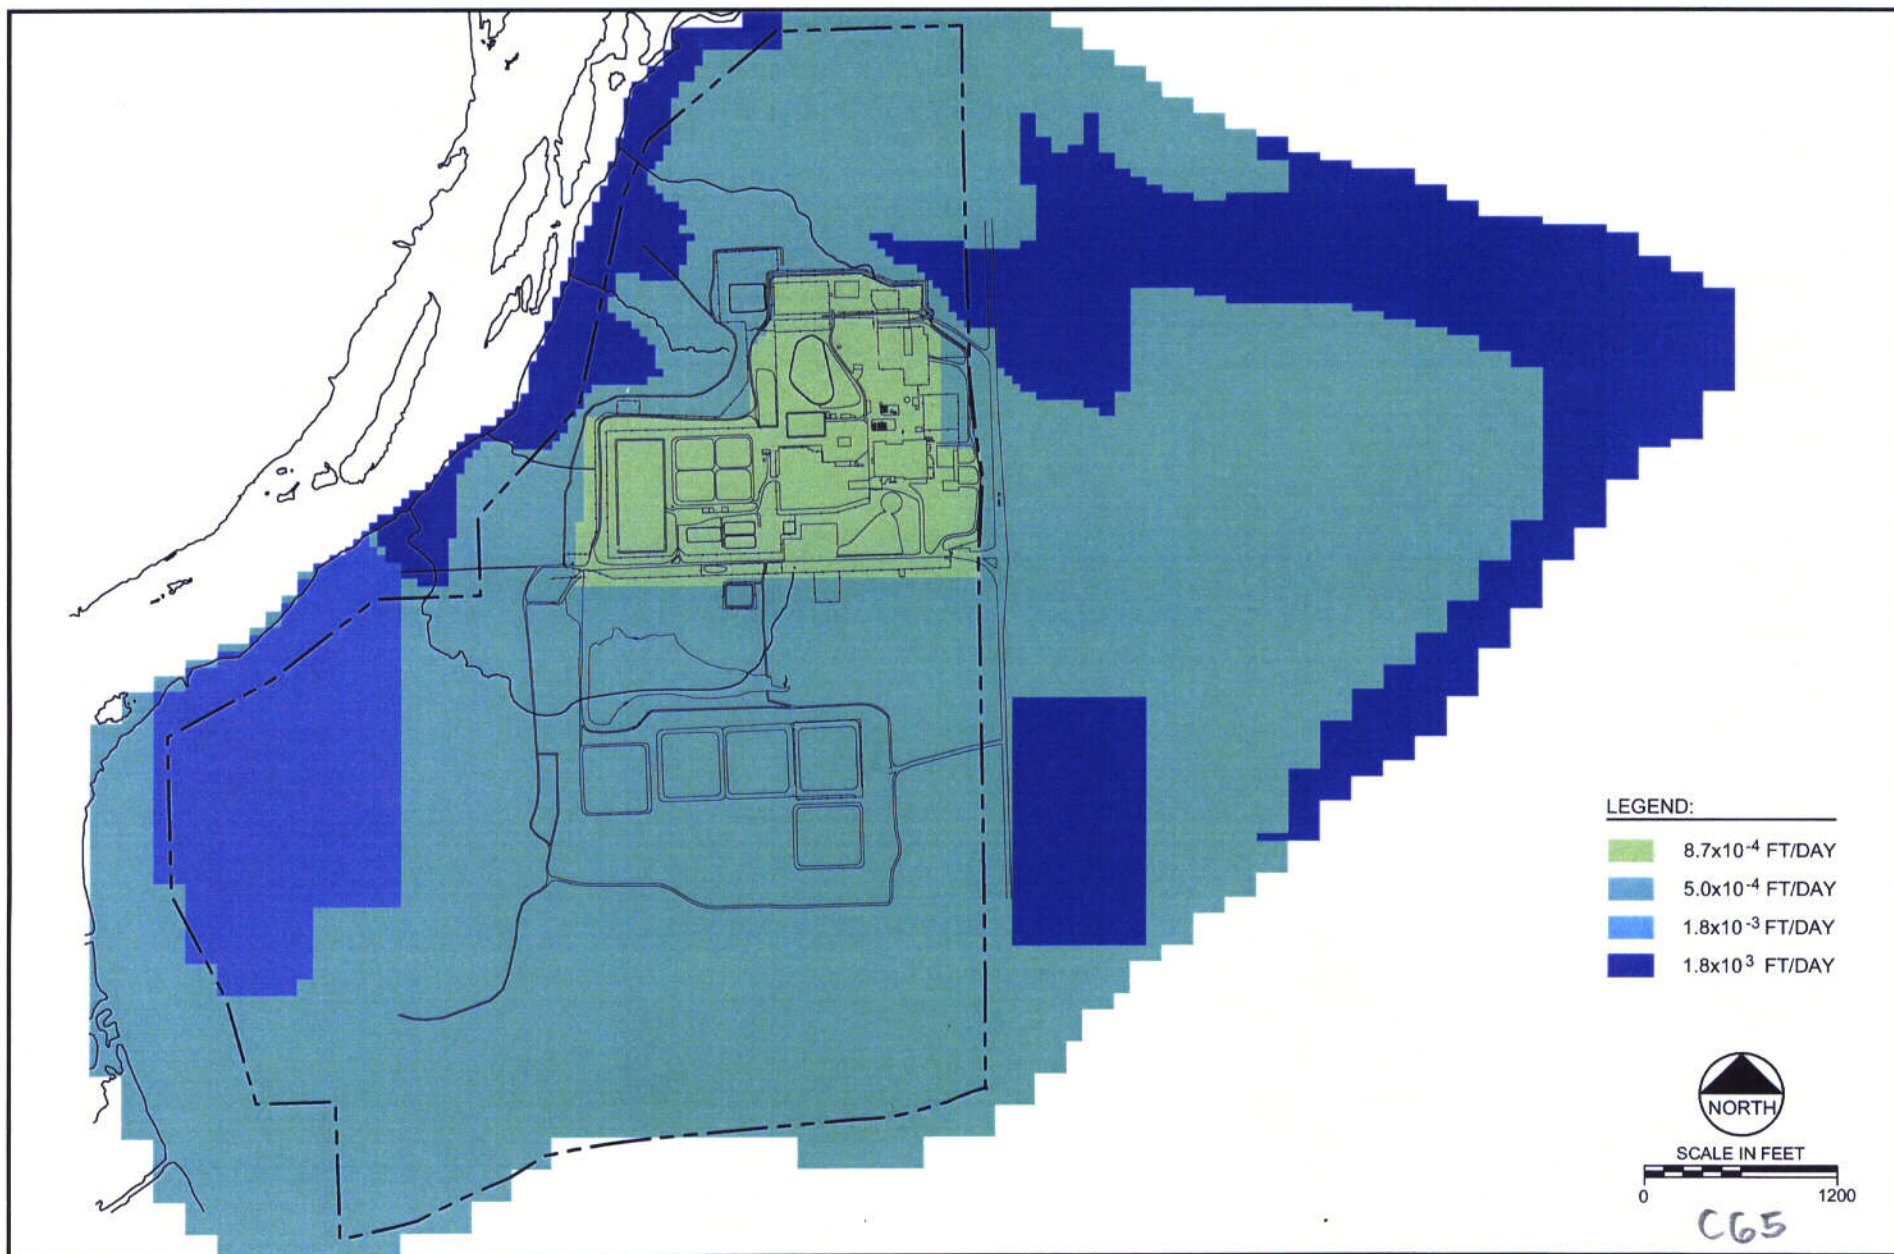 LEGEND:
8.7x10-4 FT/DAY
5.0x10-4 FT/DAY
1.8x10-3 FT/DAY
1.8x103 FT/DAY
NORTH
SCALE IN FEET
0 1200
C65